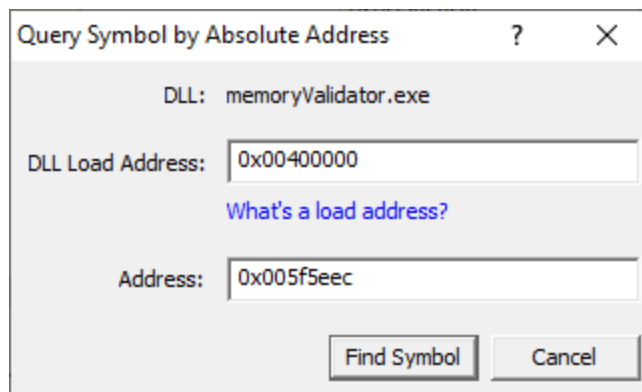 Query Symbol by Absolute Address ? ×
DLL: memoryValidator.exe
DLL Load Address: 0x00400000
What's a load address?
Address: 0x005f5eec
Find Symbol Cancel